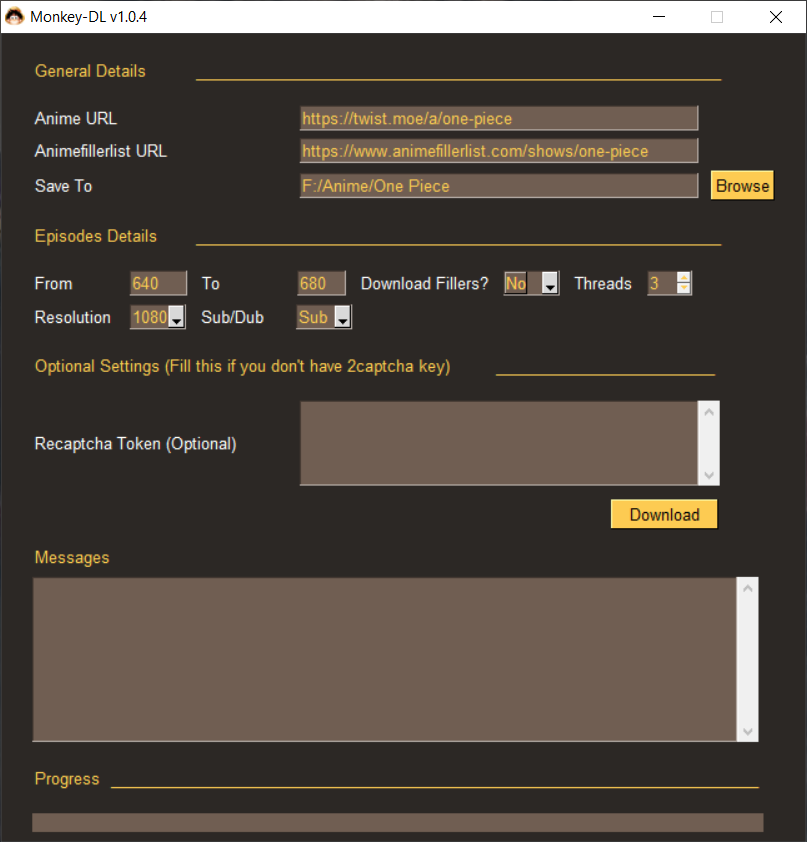 Monkey-DL v1.0.4
General Details
Anime URL https://twist.moe/a/one-piece
Animefillerlist URL https://www.animefillerlist.com/shows/one-piece
Save To F:/Anime/One Piece Browse
Episodes Details
From 640 To 680 Download Fillers? No Threads 3
Resolution 1080 Sub/Dub Sub
Optional Settings (Fill this if you don't have 2captcha key)
Recaptcha Token (Optional)
Download
Messages
Progress